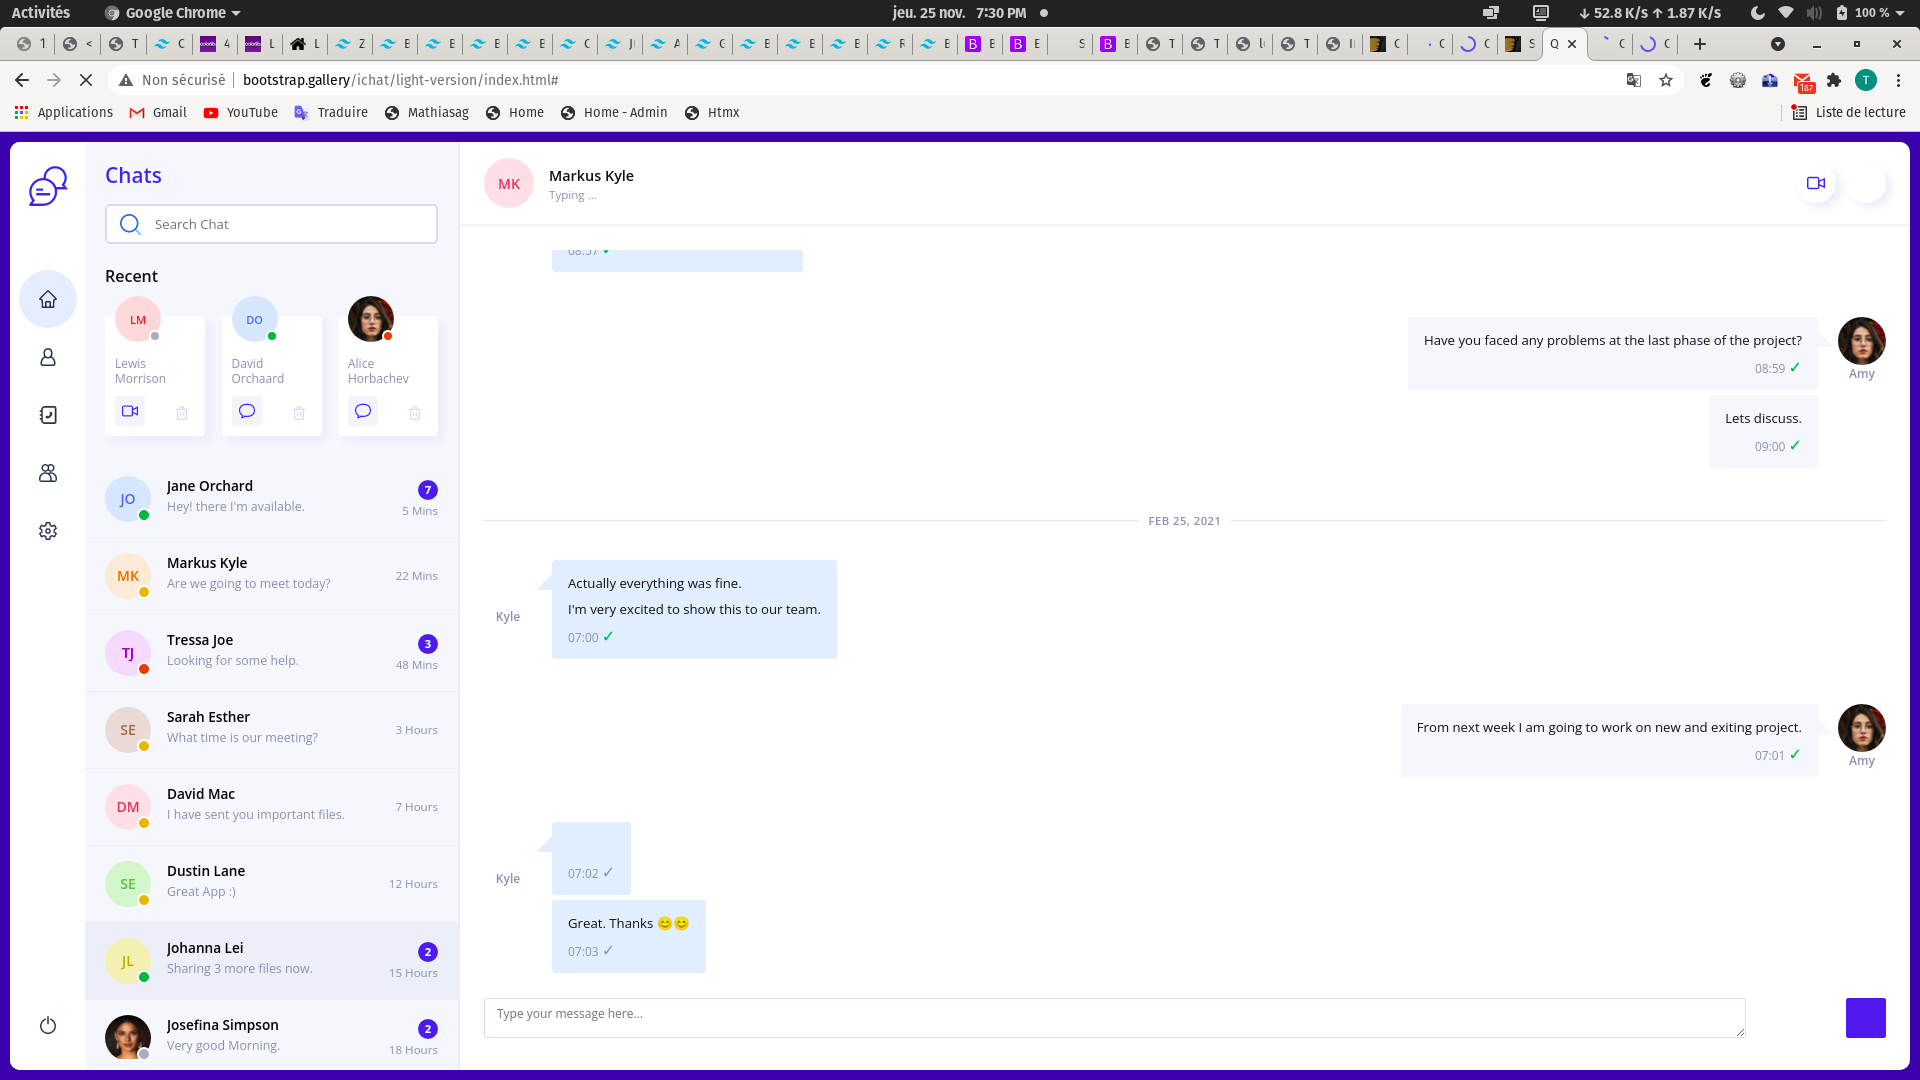 Activités
Google Chrome
jeu. 25 nov. 7:30 PM
↓ 52.8 K/s ↑ 1.87 K/s
100 %
1 < T C 4 L L Z E E E E C J A G E E E R E E E S E T T T C C S Q C C
Non sécurisé
bootstrap.gallery/ichat/light-version/index.html#
187
T
Applications
Gmail
YouTube
Traduire
Mathiasag
Home
Home - Admin
Htmx
Liste de lecture
Chats
Search Chat
Recent
LM
Lewis
Morrison
DO
David
Orchaard
Alice
Horbachev
JO
Jane Orchard
Hey! there I'm available.
7
5 Mins
MK
Markus Kyle
Are we going to meet today?
22 Mins
TJ
Tressa Joe
Looking for some help.
3
48 Mins
SE
Sarah Esther
What time is our meeting?
3 Hours
DM
David Mac
I have sent you important files.
7 Hours
SE
Dustin Lane
Great App :)
12 Hours
JL
Johanna Lei
Sharing 3 more files now.
2
15 Hours
Josefina Simpson
Very good Morning.
2
18 Hours
MK
Markus Kyle
Typing ...
08:57 ✓
Have you faced any problems at the last phase of the project?
08:59 ✓
Amy
Lets discuss.
09:00 ✓
FEB 25, 2021
Actually everything was fine.
I'm very excited to show this to our team.
07:00 ✓
Kyle
From next week I am going to work on new and exiting project.
07:01 ✓
Amy
07:02 ✓
Kyle
Great. Thanks 😊😊
07:03 ✓
Type your message here...